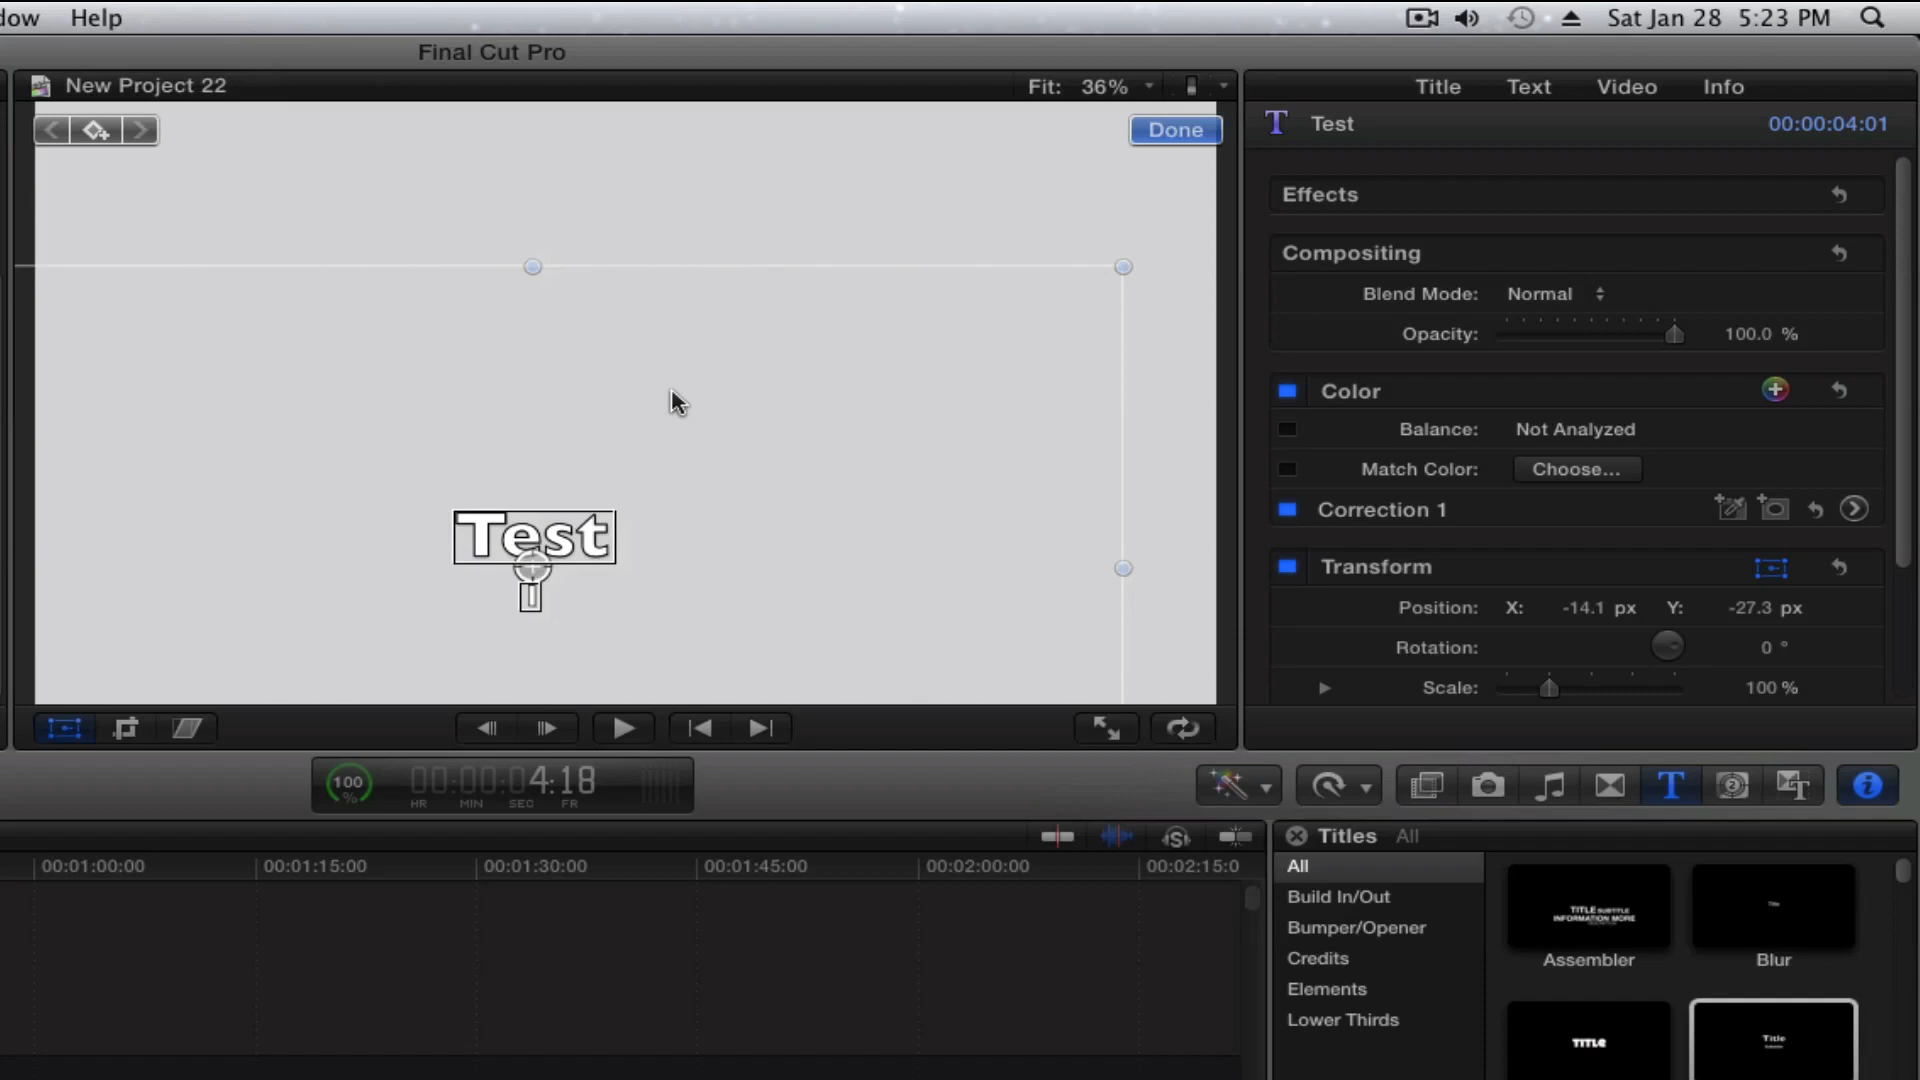 dow Help
Sat Jan 28 5:23 PM
Final Cut Pro
New Project 22
Fit: 36%
Done
Test
Title Text Video Info
T Test 00:00:04:01
Effects
Compositing
Blend Mode: Normal
Opacity: 100.0 %
Color
Balance: Not Analyzed
Match Color: Choose...
Correction 1
Transform
Position: X: -14.1 px Y: -27.3 px
Rotation: 0 °
Scale: 100 %
100 %
00:00:04:18
HR MIN SEC FR
00:01:00:00 00:01:15:00 00:01:30:00 00:01:45:00 00:02:00:00 00:02:15:0
Titles All
All
Build In/Out
Bumper/Opener
Credits
Elements
Lower Thirds
TITLE SUBTITLE
INFORMATION MORE
Assembler
Title
Blur
TITLE
Title